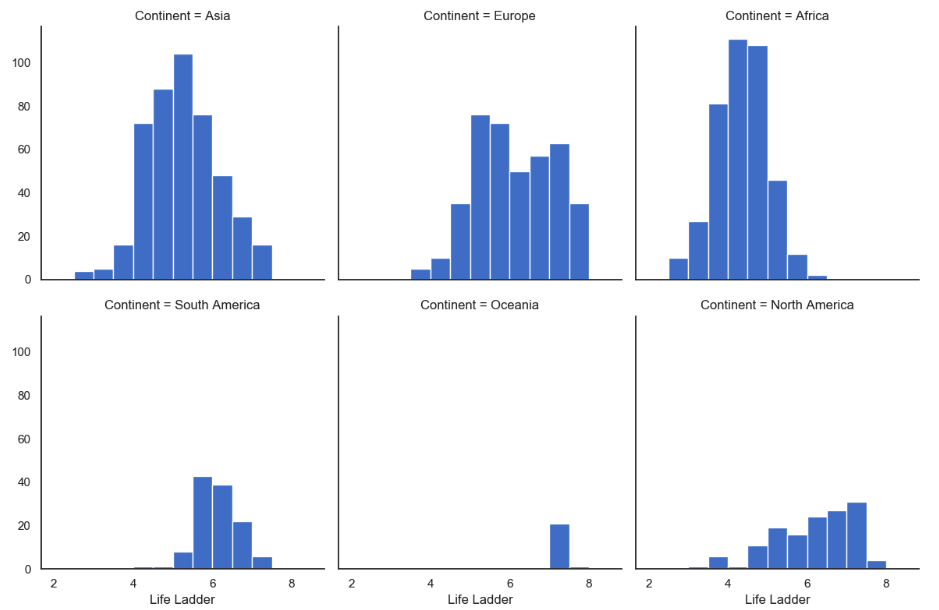 Continent = Asia
Continent = Europe
Continent = Africa
100
80
60
40
20
0
Continent = South America
Continent = Oceania
Continent = North America
100
80
60
40
20
0
2 4 6 8
2 4 6 8
2 4 6 8
Life Ladder
Life Ladder
Life Ladder